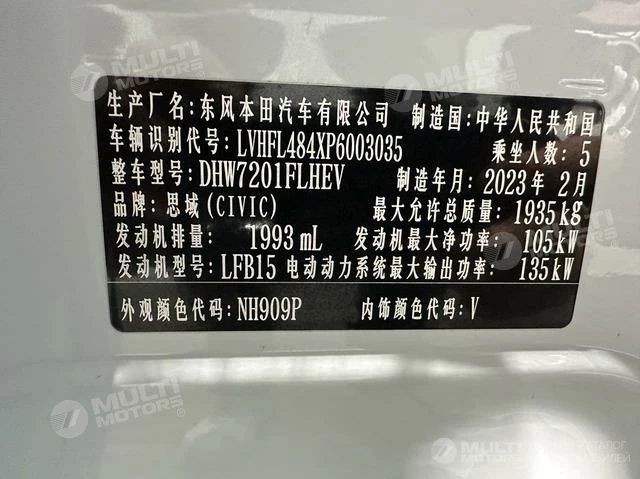 MULTI MOTORS
MULTI MOTORS
生产厂名:东风本田汽车有限公司 制造国:中华人民共和国
车辆识别代号:LVHFL484XP6003035 乘坐人数:5
整车型号:DHW7201FLHEV 制造年月:2023年2月
品牌:思域(CIVIC) 最大允许总质量:1935kg
发动机排量: 1993mL 发动机最大净功率:105kW
发动机型号:LFB15 电动动力系统最大输出功率:135kW
外观颜色代码:NH909P 内饰颜色代码:V
MULTI MOTORS
MULTI MOTORS
КАТАЛОГ